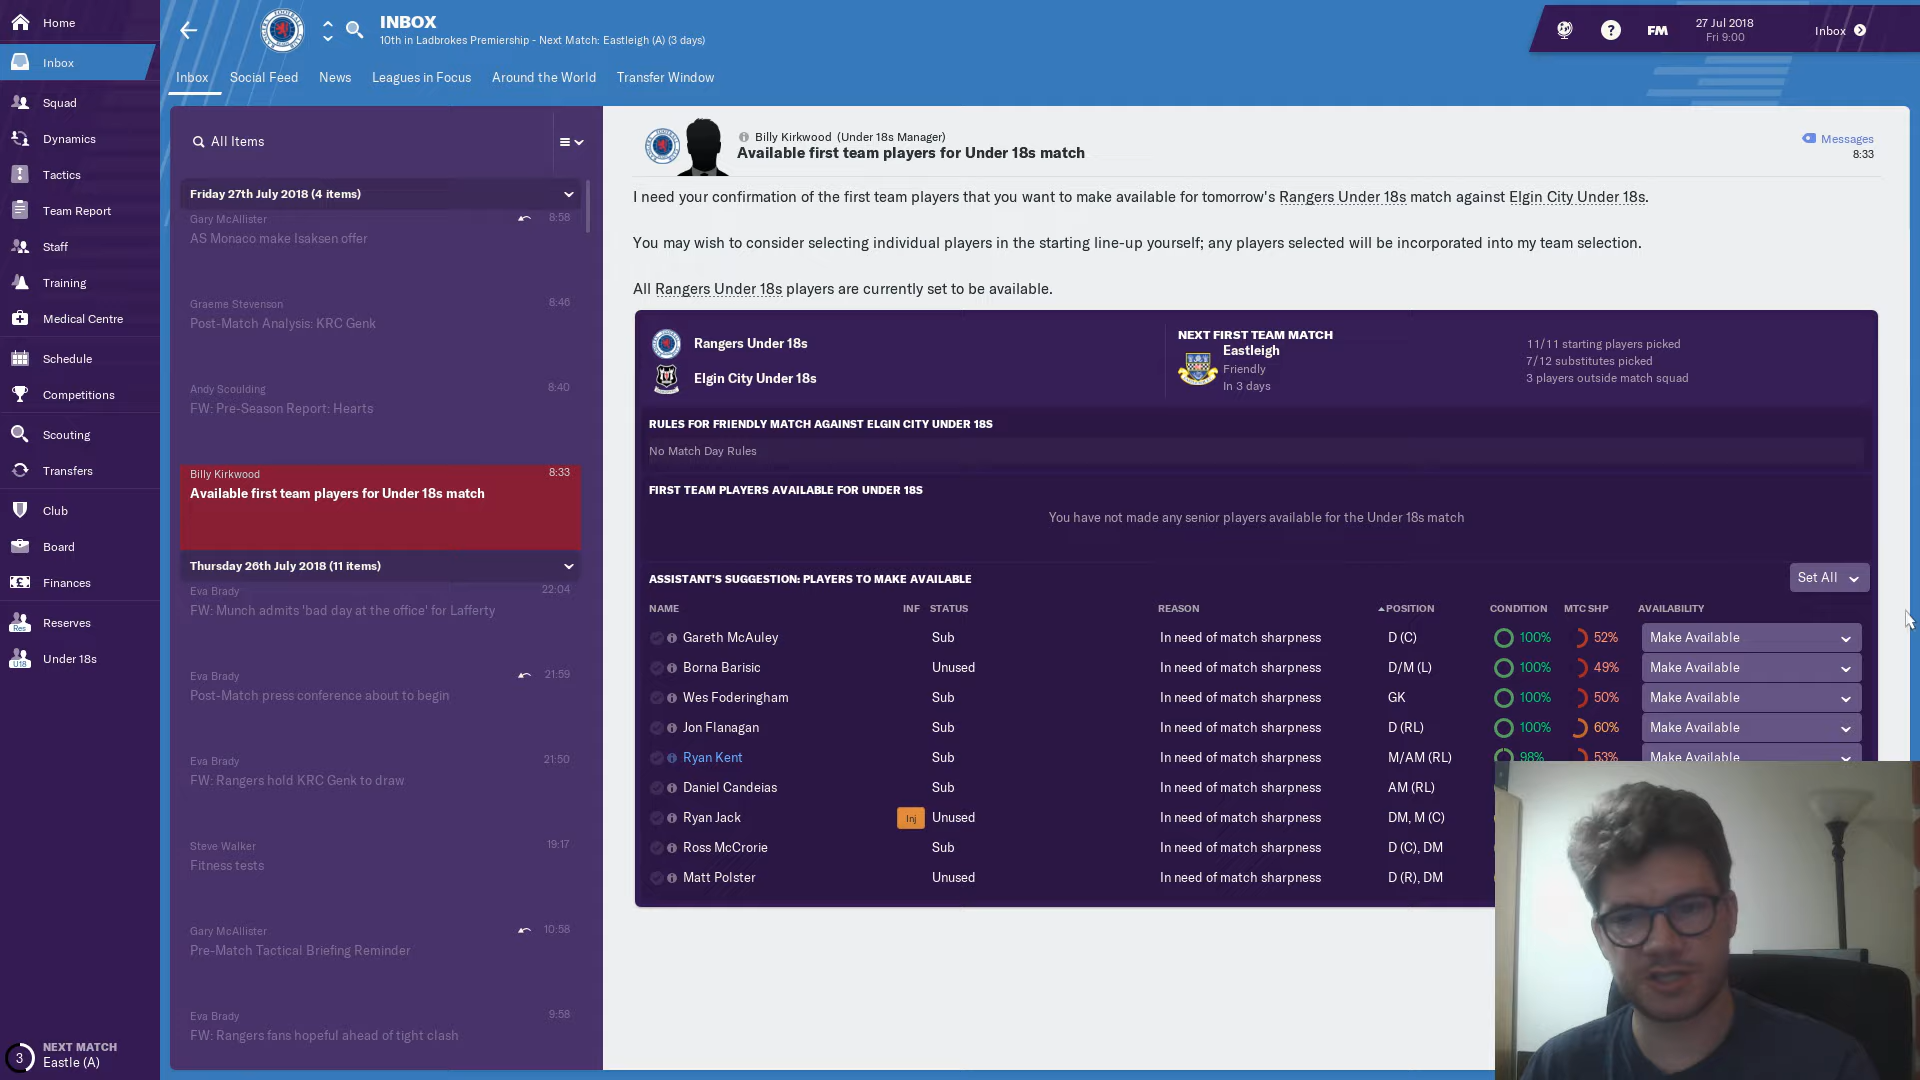 Home
Inbox
Squad
Dynamics
Tactics
Team Report
Staff
Training
Medical Centre
Schedule
Competitions
Scouting
Transfers
Club
Board
Finances
Res
Reserves
U18
Under 18s
3
NEXT MATCH
Eastle (A)
INBOX
10th in Ladbrokes Premiership - Next Match: Eastleigh (A) (3 days)
Inbox Social Feed News Leagues in Focus Around the World Transfer Window
? FM
27 Jul 2018
Fri 9:00
Inbox
All Items
Friday 27th July 2018 (4 items)
Gary McAllister 8:58
AS Monaco make Isaksen offer
Graeme Stevenson 8:46
Post-Match Analysis: KRC Genk
Andy Scoulding 8:40
FW: Pre-Season Report: Hearts
Billy Kirkwood 8:33
Available first team players for Under 18s match
Thursday 26th July 2018 (11 items)
Eva Brady 22:04
FW: Munch admits 'bad day at the office' for Lafferty
Eva Brady 21:59
Post-Match press conference about to begin
Eva Brady 21:50
FW: Rangers hold KRC Genk to draw
Steve Walker 19:17
Fitness tests
Gary McAllister 10:58
Pre-Match Tactical Briefing Reminder
Eva Brady 9:58
FW: Rangers fans hopeful ahead of tight clash
Billy Kirkwood (Under 18s Manager)
Available first team players for Under 18s match
Messages
8:33
I need your confirmation of the first team players that you want to make available for tomorrow's Rangers Under 18s match against Elgin City Under 18s.
You may wish to consider selecting individual players in the starting line-up yourself; any players selected will be incorporated into my team selection.
All Rangers Under 18s players are currently set to be available.
Rangers Under 18s
Elgin City Under 18s
NEXT FIRST TEAM MATCH
Eastleigh
Friendly
In 3 days
11/11 starting players picked
7/12 substitutes picked
3 players outside match squad
RULES FOR FRIENDLY MATCH AGAINST ELGIN CITY UNDER 18S
No Match Day Rules
FIRST TEAM PLAYERS AVAILABLE FOR UNDER 18S
You have not made any senior players available for the Under 18s match
ASSISTANT'S SUGGESTION: PLAYERS TO MAKE AVAILABLE
Set All
NAME INF STATUS REASON POSITION CONDITION MTC SHP AVAILABILITY
Gareth McAuley Sub In need of match sharpness D (C) 100% 52% Make Available
Borna Barisic Unused In need of match sharpness D/M (L) 100% 49% Make Available
Wes Foderingham Sub In need of match sharpness GK 100% 50% Make Available
Jon Flanagan Sub In need of match sharpness D (RL) 100% 60% Make Available
Ryan Kent Sub In need of match sharpness M/AM (RL) 98% 53% Make Available
Daniel Candeias Sub In need of match sharpness AM (RL)
Ryan Jack Inj Unused In need of match sharpness DM, M (C)
Ross McCrorie Sub In need of match sharpness D (C), DM
Matt Polster Unused In need of match sharpness D (R), DM